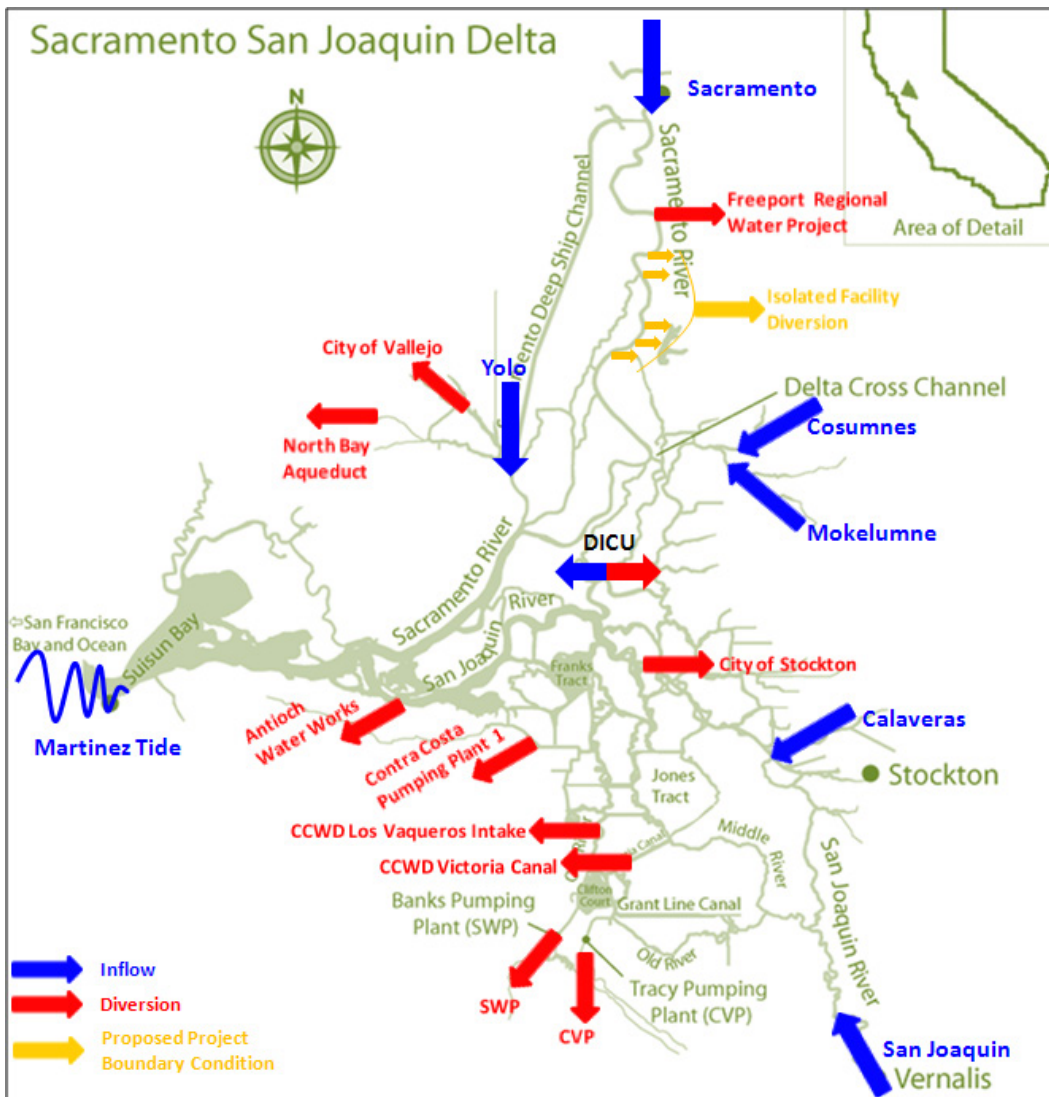 Sacramento San Joaquin Delta
N
Sacramento
Sacramento River
Freeport Regional
Water Project
Area of Detail
Isolated Facility
Diversion
Deep Ship Channel
City of Vallejo
Yolo
Delta Cross Channel
North Bay
Aqueduct
Cosumnes
Mokelumne
DICU
Sacramento River
San Joaquin River
⇦San Francisco
Bay and Ocean
Suisun Bay
Martinez Tide
Franks
Tract
City of Stockton
Antioch
Water Works
Contra Costa
Pumping Plant 1
Calaveras
Stockton
Jones
Tract
CCWD Los Vaqueros Intake
CCWD Victoria Canal
Canal
Middle
River
San Joaquin River
Banks Pumping
Plant (SWP)
Clifton
Court
Grant Line Canal
Old River
SWP
CVP
Tracy Pumping
Plant (CVP)
San Joaquin
Vernalis
Inflow
Diversion
Proposed Project
Boundary Condition